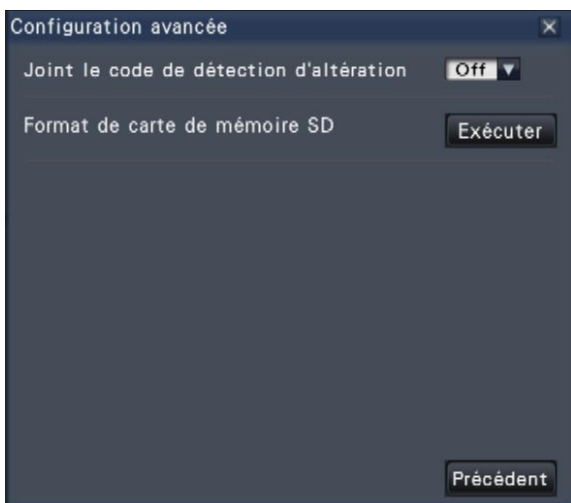 Configuration avancée
Joint le code de détection d'altération Off
Format de carte de mémoire SD Exécuter
Précédent